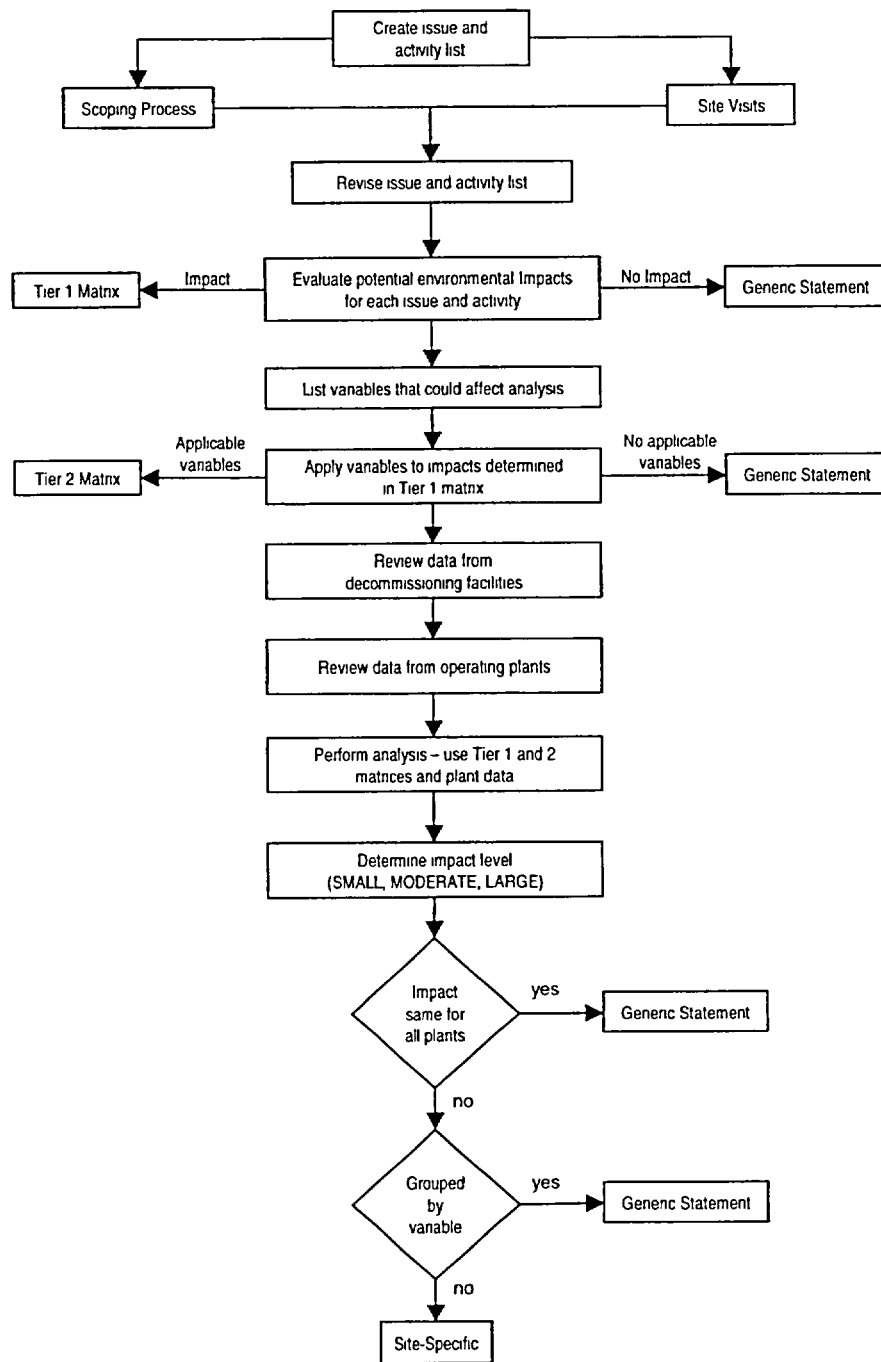 Create issue and
activity list
Scoping Process
Site Visits
Revise issue and activity list
Tier 1 Matrix
Impact
Evaluate potential environmental impacts
for each issue and activity
No Impact
Generic Statement
List variables that could affect analysis
Applicable
variables
Tier 2 Matrix
Apply variables to impacts determined
in Tier 1 matrix
No applicable
variables
Generic Statement
Review data from
decommissioning facilities
Review data from operating plants
Perform analysis – use Tier 1 and 2
matrices and plant data
Determine impact level
(SMALL, MODERATE, LARGE)
Impact
same for
all plants
yes
Generic Statement
no
Grouped
by
variable
yes
Generic Statement
no
Site-Specific